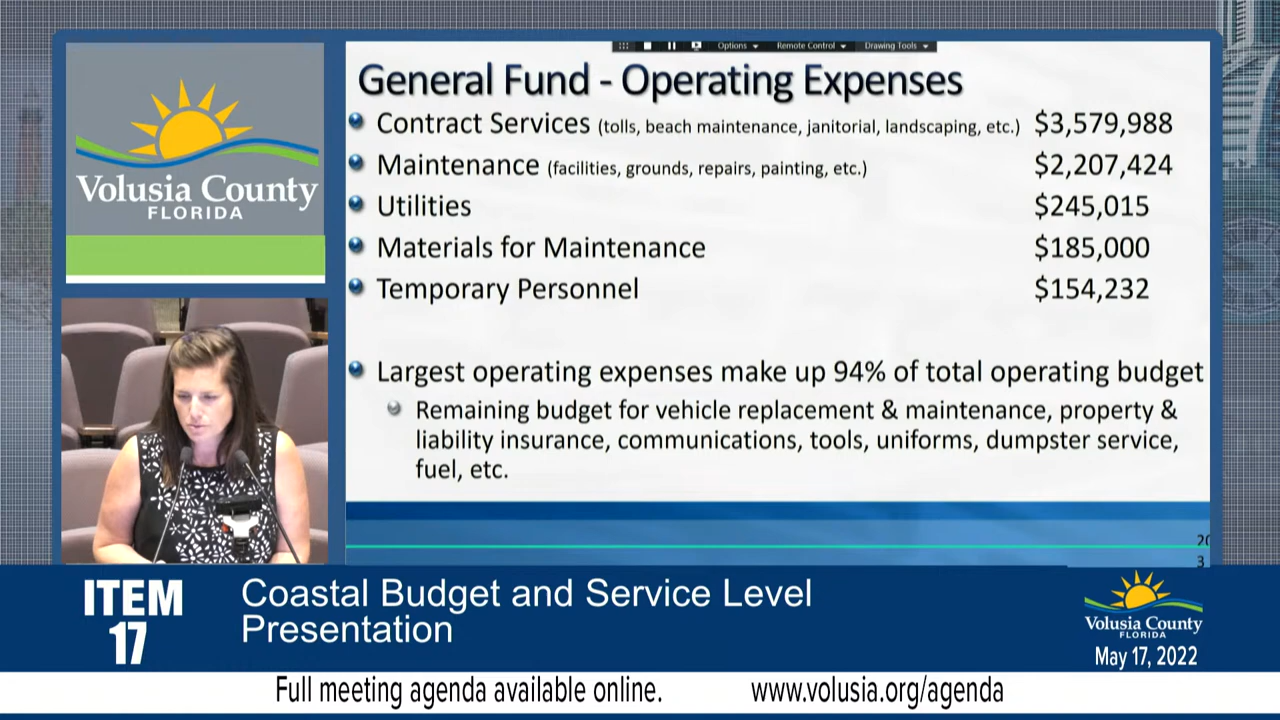 Options
Remote Control
Drawing Tools
General Fund - Operating Expenses
Contract Services (tolls, beach maintenance, janitorial, landscaping, etc.) $3,579,988
Maintenance (facilities, grounds, repairs, painting, etc.) $2,207,424
Utilities $245,015
Materials for Maintenance $185,000
Temporary Personnel $154,232
Largest operating expenses make up 94% of total operating budget
Remaining budget for vehicle replacement & maintenance, property &
liability insurance, communications, tools, uniforms, dumpster service,
fuel, etc.
20
3
Volusia County
FLORIDA
ITEM
17
Coastal Budget and Service Level
Presentation
Volusia County
FLORIDA
May 17, 2022
Full meeting agenda available online. www.volusia.org/agenda